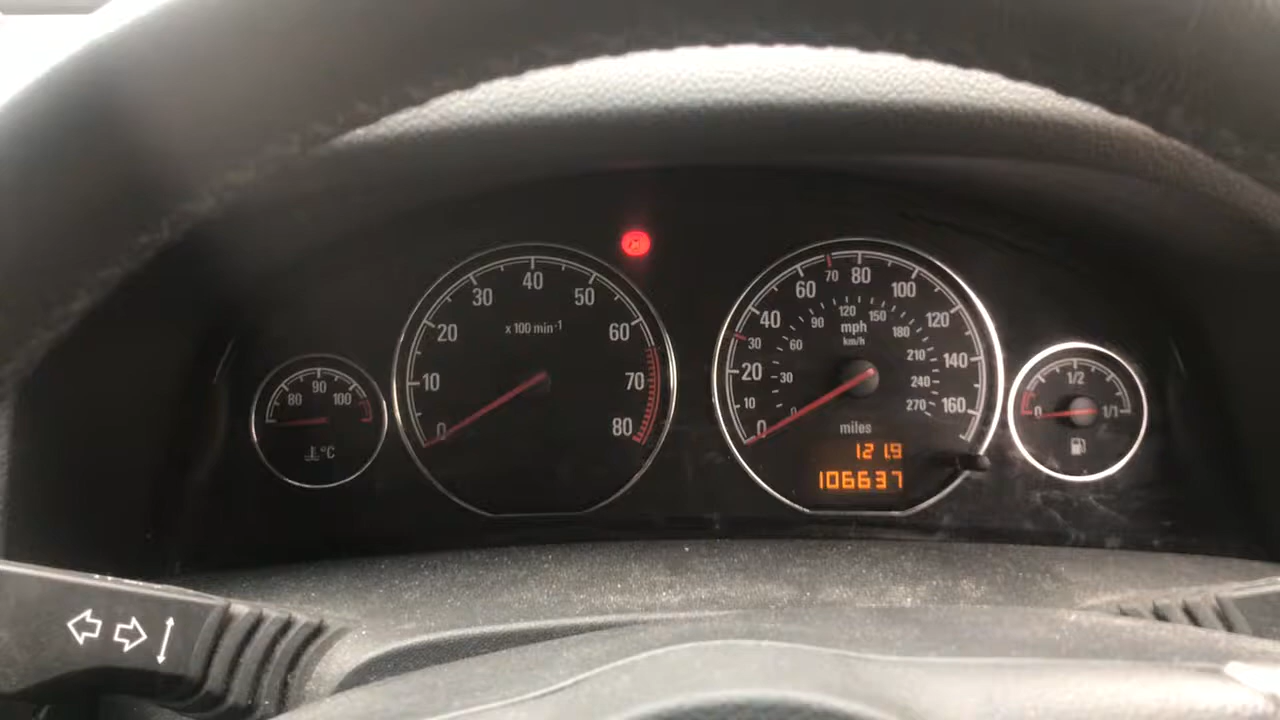 80 90 100
°C
0 10 20 30 40 50 60 70 80
x 100 min-1
0 10 20 30 40 60 70 80 100 120 140 160
0 30 60 90 120 150 180 210 240 270
mph
km/h
miles
121.9
106637
0 1/2 1/1